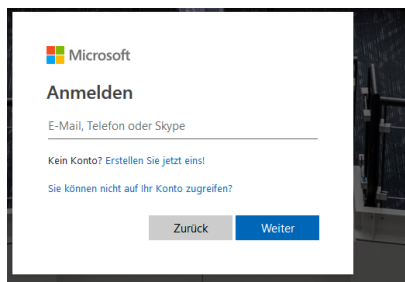 Microsoft
Anmelden
E-Mail, Telefon oder Skype
Kein Konto? Erstellen Sie jetzt eins!
Sie können nicht auf Ihr Konto zugreifen?
Zurück Weiter